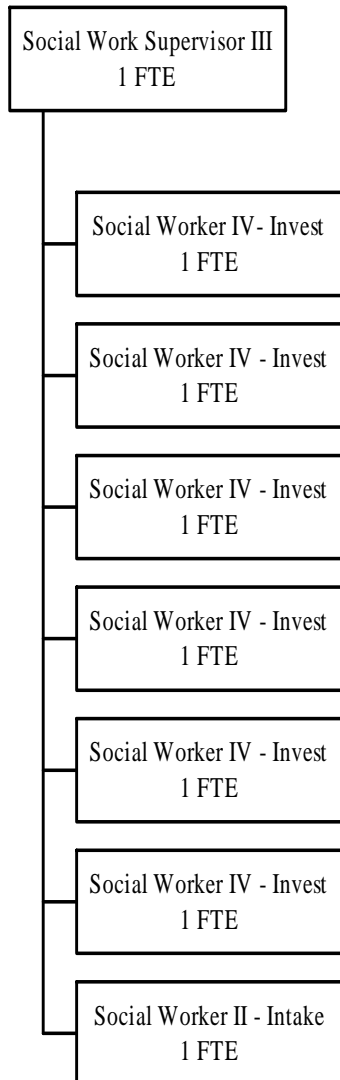 Social Work Supervisor III
1 FTE
Social Worker IV- Invest
1 FTE
Social Worker IV - Invest
1 FTE
Social Worker IV - Invest
1 FTE
Social Worker IV - Invest
1 FTE
Social Worker IV - Invest
1 FTE
Social Worker IV - Invest
1 FTE
Social Worker II - Intake
1 FTE